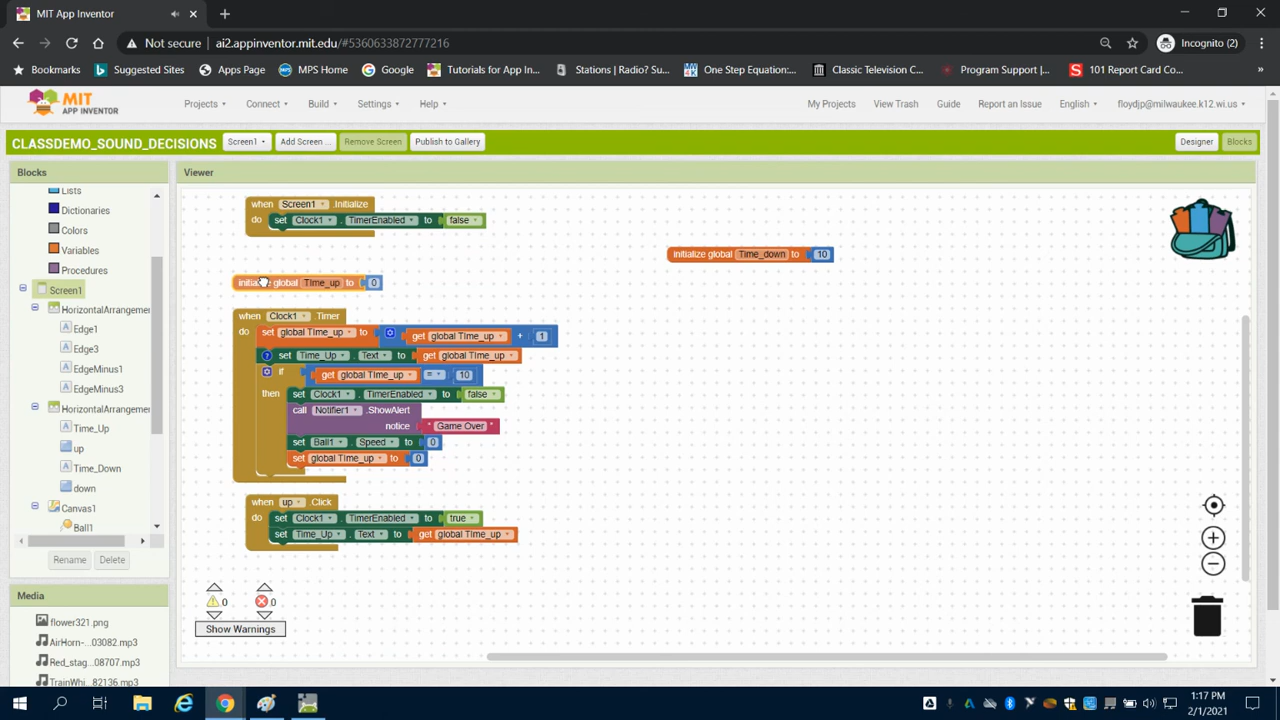 MIT App Inventor
Not secure
ai2.appinventor.mit.edu/#5360633872777216
Incognito (2)
Bookmarks
Suggested Sites
Apps Page
MPS Home
Google
Tutorials for App In...
Stations | Radio? Su...
One Step Equation:...
Classic Television C...
Program Support |...
101 Report Card Co...
»
MIT
APP INVENTOR
Projects
Connect
Build
Settings
Help
My Projects
View Trash
Guide
Report an Issue
English
floydjp@milwaukee.k12.wi.us
CLASSDEMO_SOUND_DECISIONS
Screen1
Add Screen ...
Remove Screen
Publish to Gallery
Designer
Blocks
Blocks
Viewer
Lists
Dictionaries
Colors
Variables
Procedures
Screen1
HorizontalArrangeme
Edge1
Edge3
EdgeMinus1
EdgeMinus3
HorizontalArrangeme
Time_Up
up
Time_Down
down
Canvas1
Ball1
Rename
Delete
Media
flower321.png
AirHorn-...03082.mp3
Red_stag...08707.mp3
TrainWhi...82136.mp3
when Screen1 .Initialize
do set Clock1 . TimerEnabled to false
initialize global Time_down to 10
initialize global TIme_up to 0
when Clock1 .Timer
do set global TIme_up to get global TIme_up + 1
? set Time_Up . Text to get global TIme_up
if get global TIme_up = 10
then set Clock1 . TimerEnabled to false
call Notifier1 .ShowAlert
notice " Game Over "
set Ball1 . Speed to 0
set global TIme_up to 0
when up .Click
do set Clock1 . TimerEnabled to true
set Time_Up . Text to get global TIme_up
0
0
Show Warnings
1:17 PM
2/1/2021